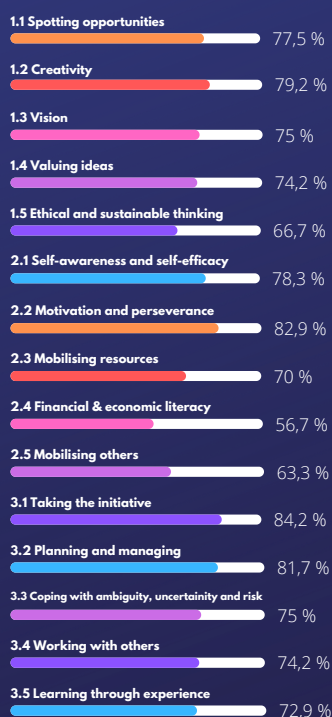 1.1 Spotting opportunities
77,5 %
1.2 Creativity
79,2 %
1.3 Vision
75 %
1.4 Valuing ideas
74,2 %
1.5 Ethical and sustainable thinking
66,7 %
2.1 Self-awareness and self-efficacy
78,3 %
2.2 Motivation and perseverance
82,9 %
2.3 Mobilising resources
70 %
2.4 Financial & economic literacy
56,7 %
2.5 Mobilising others
63,3 %
3.1 Taking the initiative
84,2 %
3.2 Planning and managing
81,7 %
3.3 Coping with ambiguity, uncertainity and risk
75 %
3.4 Working with others
74,2 %
3.5 Learning through experience
72,9 %